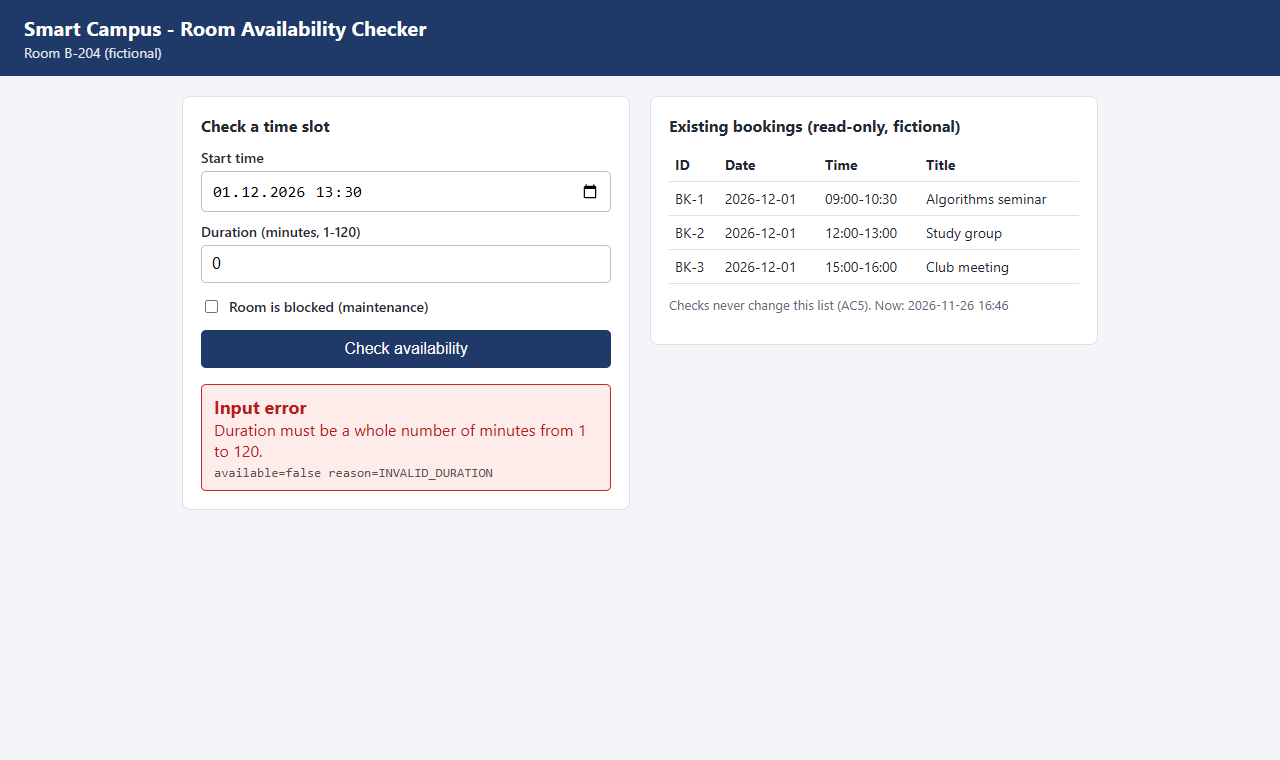 Smart Campus - Room Availability Checker
Room B-204 (fictional)
Check a time slot
Start time
01.12.2026 13:30
Duration (minutes, 1-120)
0
Room is blocked (maintenance)
Check availability
Input error
Duration must be a whole number of minutes from 1
to 120.
available=false reason=INVALID_DURATION
Existing bookings (read-only, fictional)
ID Date Time Title
BK-1 2026-12-01 09:00-10:30 Algorithms seminar
BK-2 2026-12-01 12:00-13:00 Study group
BK-3 2026-12-01 15:00-16:00 Club meeting
Checks never change this list (AC5). Now: 2026-11-26 16:46